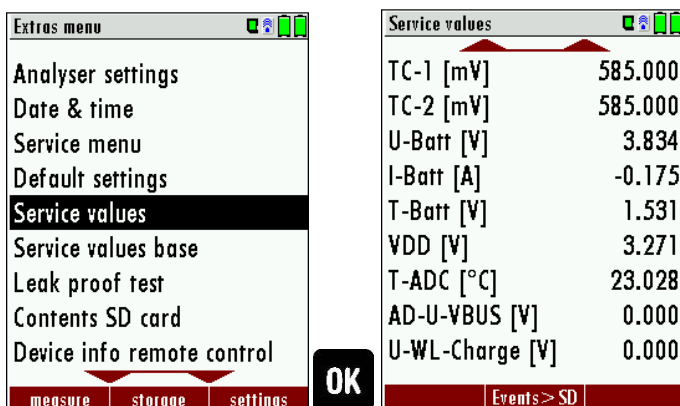 Extras menu
Analyser settings
Date & time
Service menu
Default settings
Service values
Service values base
Leak proof test
Contents SD card
Device info remote control
measure storage settings
OK
Service values
TC-1 [mV] 585.000
TC-2 [mV] 585.000
U-Batt [V] 3.834
I-Batt [A] -0.175
T-Batt [V] 1.531
VDD [V] 3.271
T-ADC [°C] 23.028
AD-U-VBUS [V] 0.000
U-WL-Charge [V] 0.000
Events>SD